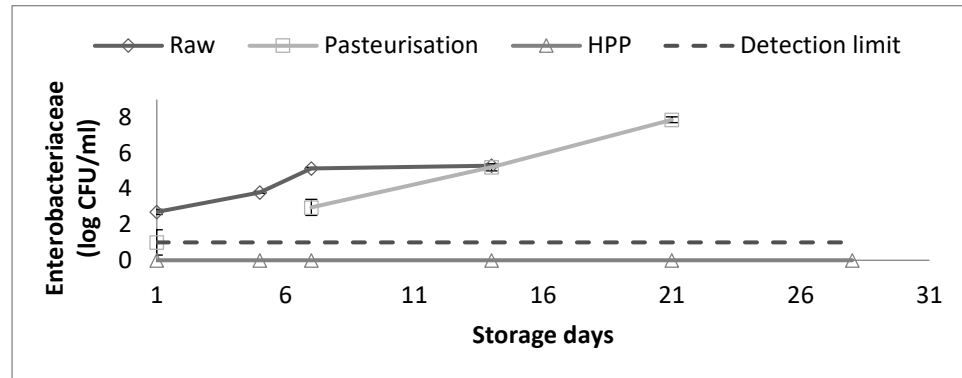 Raw Pasteurisation HPP Detection limit
Enterobacteriaceae
(log CFU/ml)
8
6
4
2
0
1 6 11 16 21 26 31
Storage days